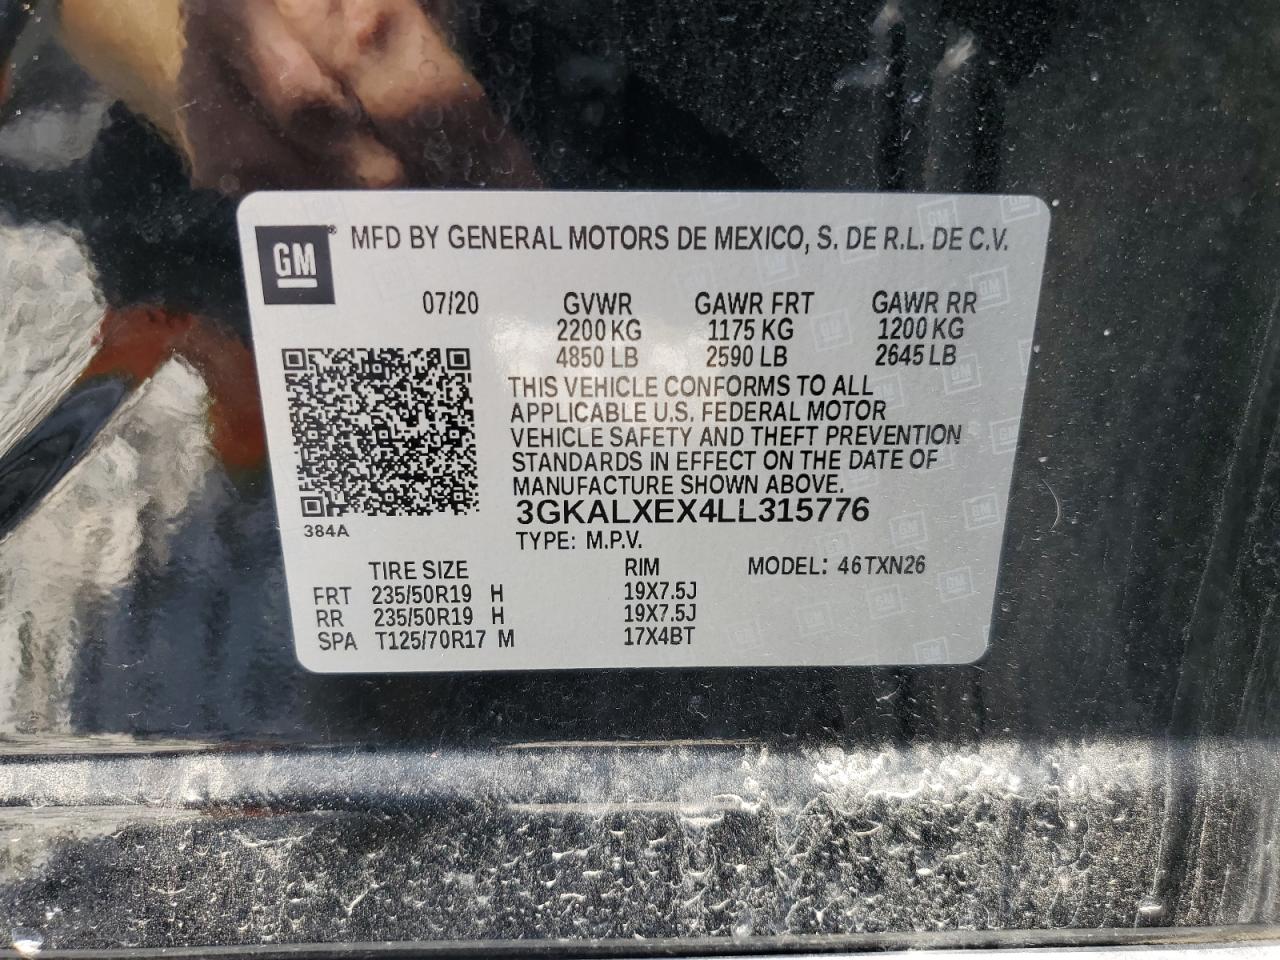 GM® MFD BY GENERAL MOTORS DE MEXICO, S. DE R.L. DE C.V.
07/20 GVWR GAWR FRT GAWR RR
2200 KG 1175 KG 1200 KG
4850 LB 2590 LB 2645 LB
THIS VEHICLE CONFORMS TO ALL
APPLICABLE U.S. FEDERAL MOTOR
VEHICLE SAFETY AND THEFT PREVENTION
STANDARDS IN EFFECT ON THE DATE OF
MANUFACTURE SHOWN ABOVE.
3GKALXEX4LL315776
384A
TYPE: M.P.V.
TIRE SIZE RIM MODEL: 46TXN26
FRT 235/50R19 H 19X7.5J
RR 235/50R19 H 19X7.5J
SPA T125/70R17 M 17X4BT